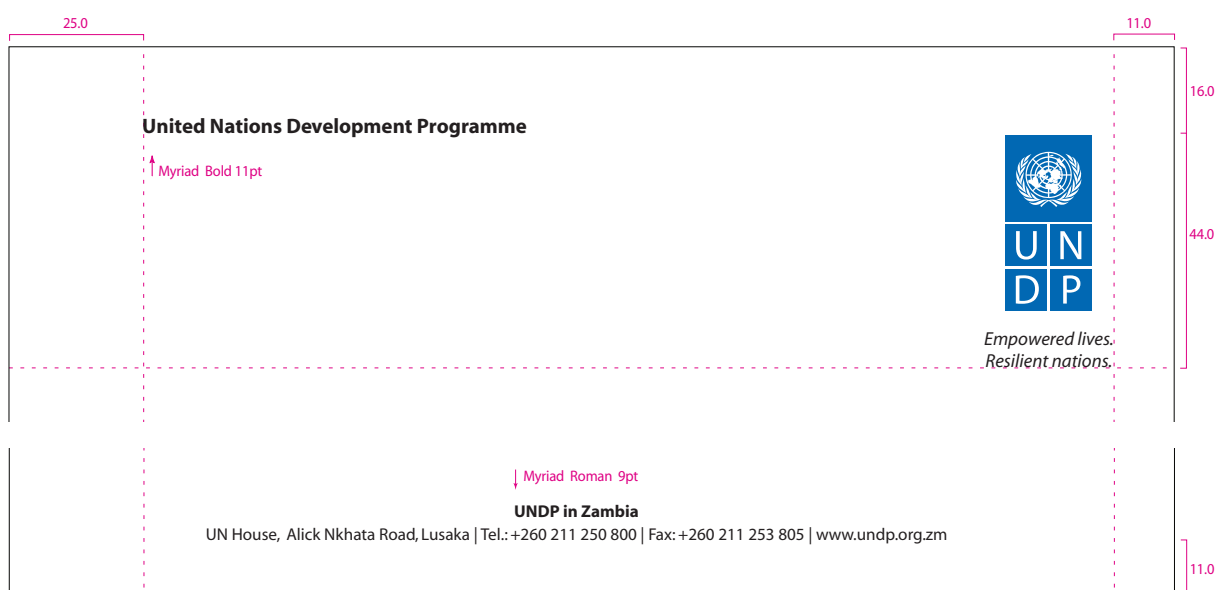 25.0
11.0
16.0
United Nations Development Programme
Myriad Bold 11pt
44.0
U N
D P
Empowered lives.
Resilient nations.
Myriad Roman 9pt
UNDP in Zambia
UN House, Alick Nkhata Road, Lusaka | Tel.: +260 211 250 800 | Fax: +260 211 253 805 | www.undp.org.zm
11.0